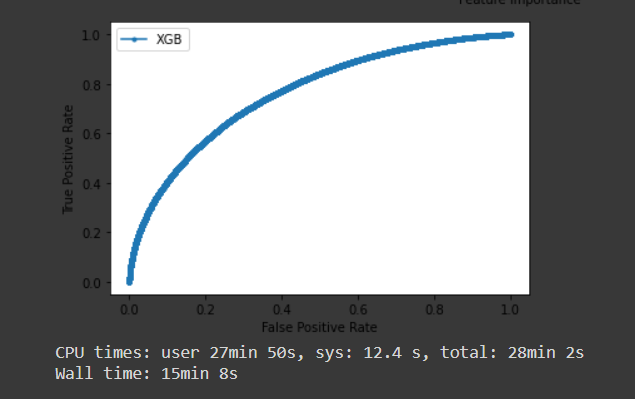 Feature Importance
XGB
1.0
0.8
0.6
0.4
0.2
0.0
True Positive Rate
0.0 0.2 0.4 0.6 0.8 1.0
False Positive Rate
CPU times: user 27min 50s, sys: 12.4 s, total: 28min 2s
Wall time: 15min 8s